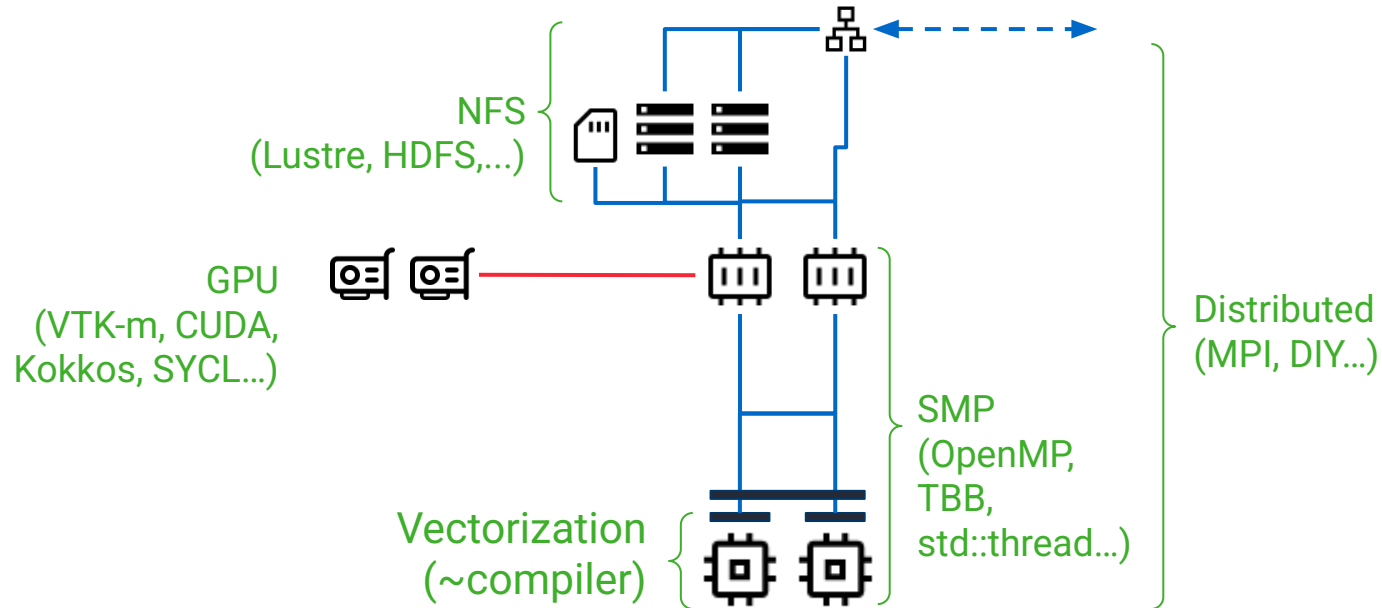 NFS
(Lustre, HDFS,...)
GPU
(VTK-m, CUDA,
Kokkos, SYCL…)
Distributed
(MPI, DIY…)
SMP
(OpenMP,
TBB,
std::thread…)
Vectorization
(~compiler)